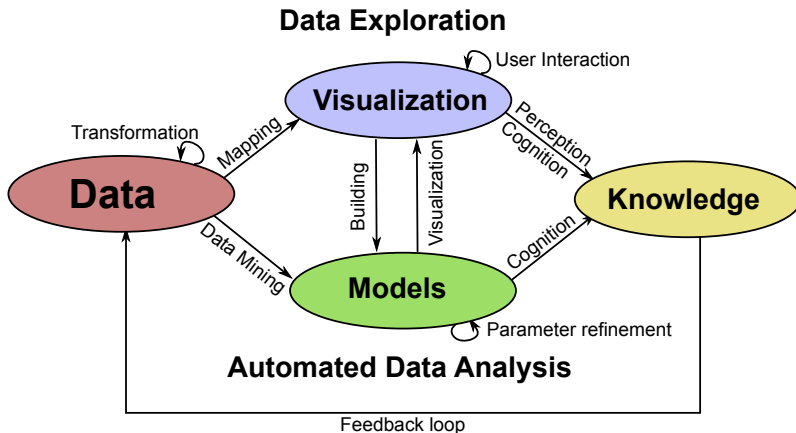 Data Exploration
User Interaction
Visualization
Transformation
Mapping
Perception
Cognition
Data
Building
Visualization
Knowledge
Data Mining
Cognition
Models
Parameter refinement
Automated Data Analysis
Feedback loop